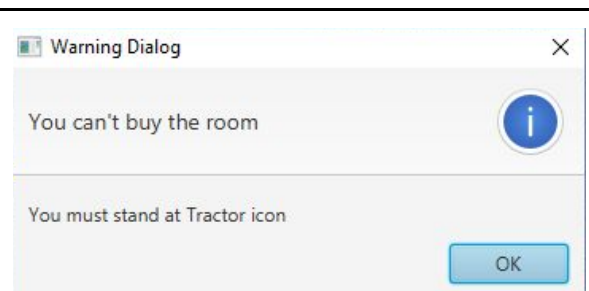 Warning Dialog
You can't buy the room
You must stand at Tractor icon
OK